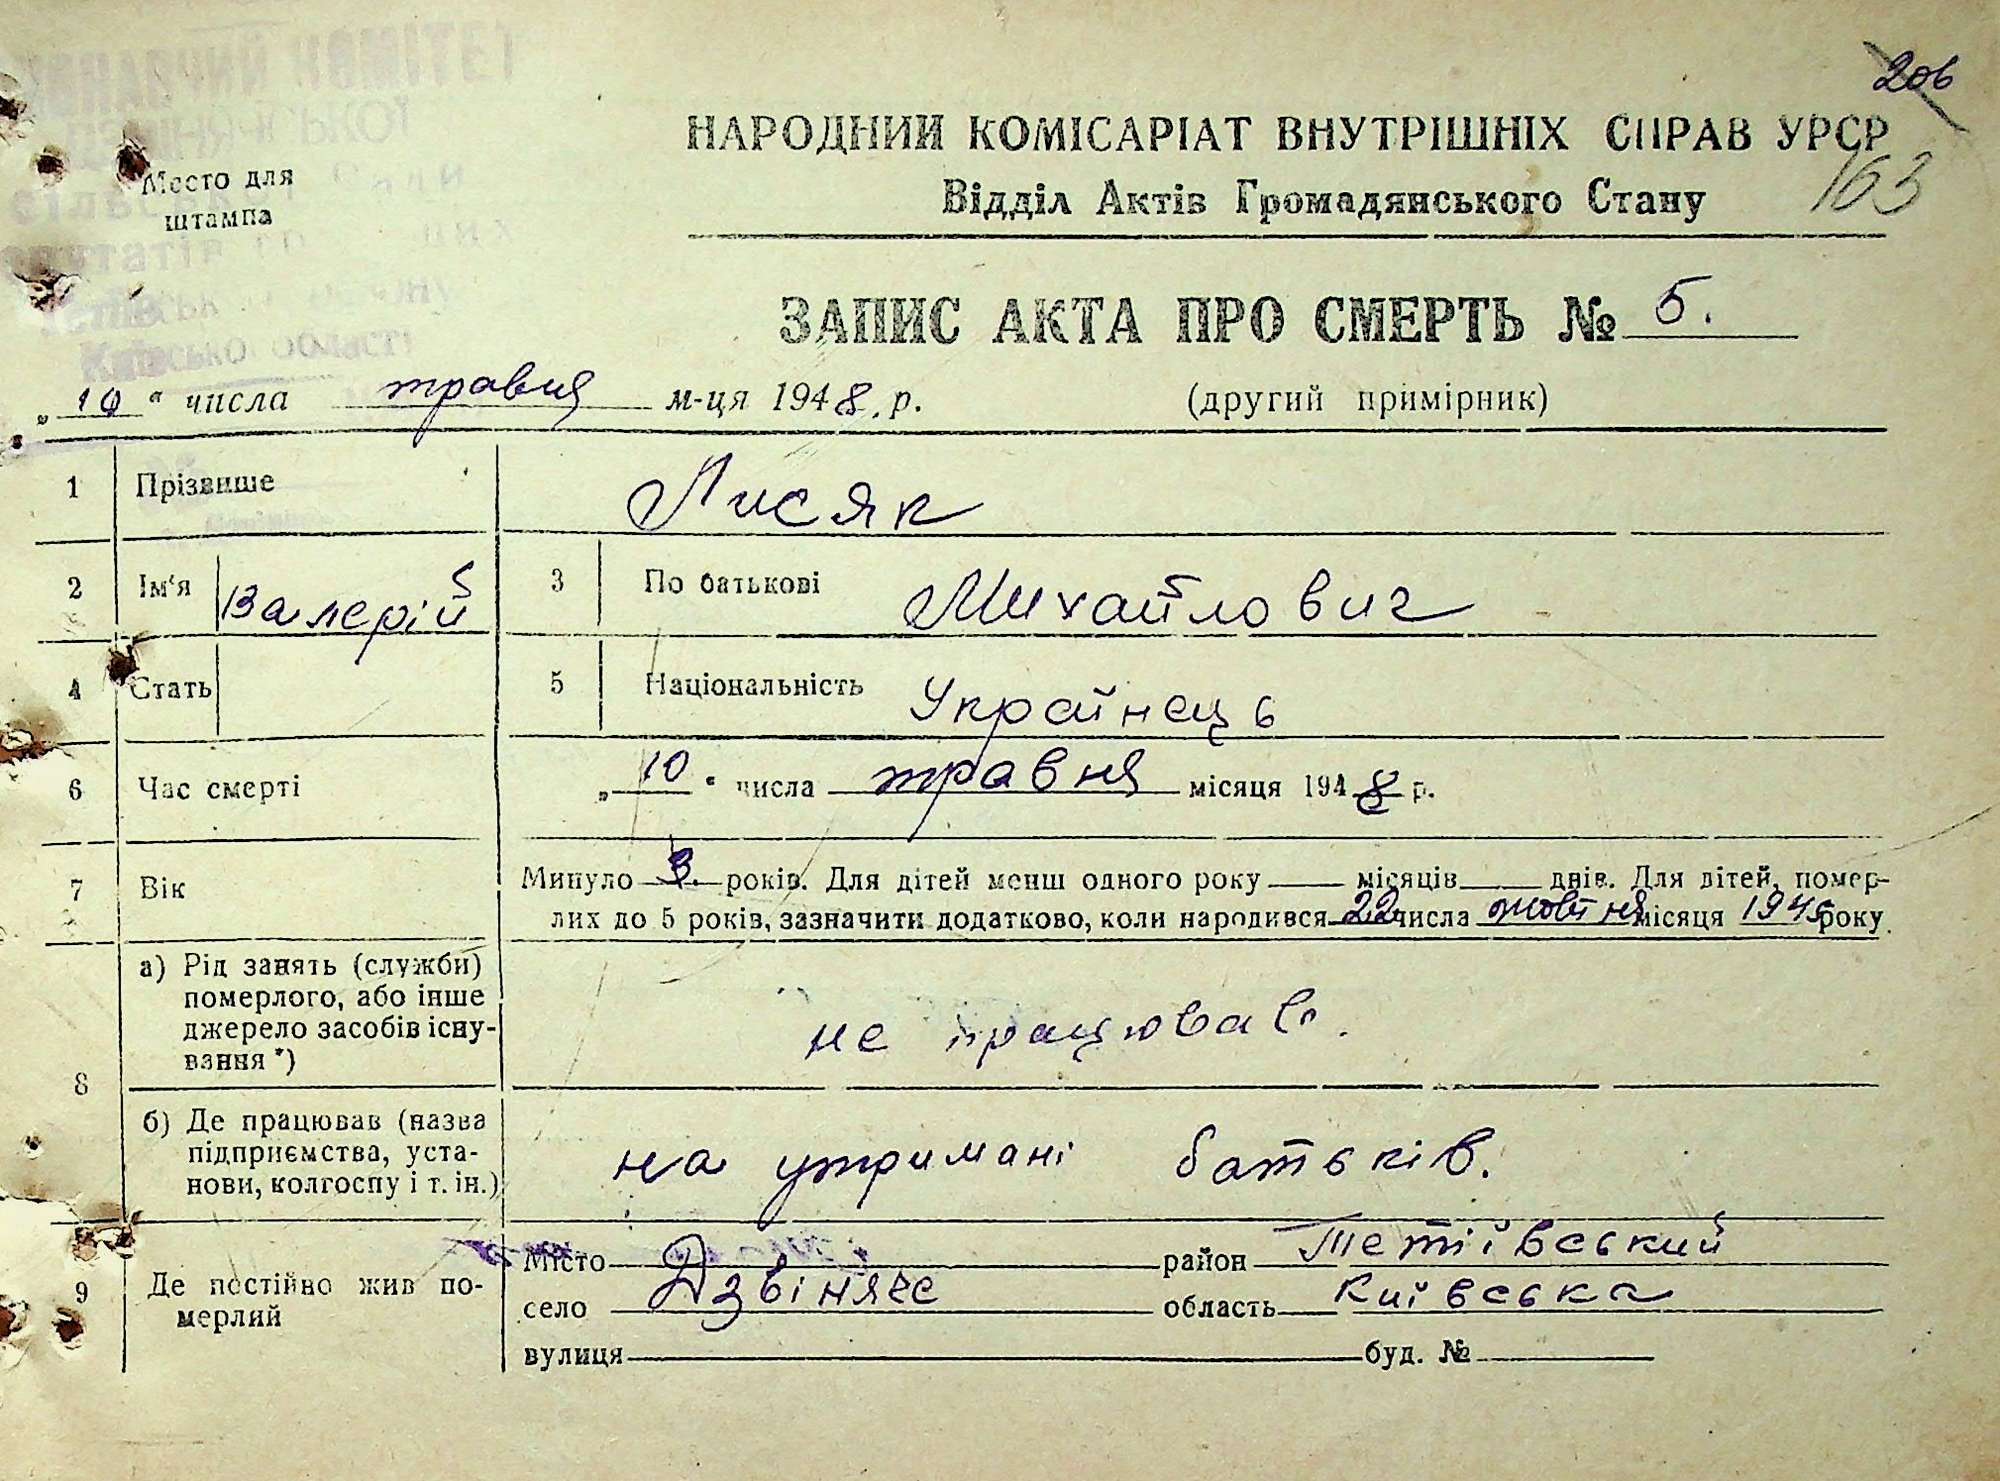 206
НАРОДНИЙ КОМІСАРІАТ ВНУТРІШНІХ СПРАВ УРСР
163
Відділ Актів Громадянського Стану
Место для
штампа
Київської області
ЗАПИС АКТА ПРО СМЕРТЬ № 5.
„10“ числа травня м-ця 1948. р. (другий примірник)
1 Прізвише Лисяк
2 Ім‘я Валерій 3 По батькові Михайлович
4 Стать 5 Національність Українець
6 Час смерті „10“ числа травня місяця 1948 р.
7 Вік Минуло 3. років. Для дітей менш одного року місяців днів. Для дітей, помер-
лих до 5 років, зазначити додатково, коли народився 22 числа жовтня місяця 1945 року
8 а) Рід занять (служби)
померлого, або інше
джерело засобів існу-
вання *)
не працював.
б) Де працював (назва
підприємства, уста-
нови, колгоспу і т. ін.)
на утримані батьків.
9 Де постійно жив по-
мерлий
місто район Тетіївський
село Дзвіняче область Київська
вулиця буд. №